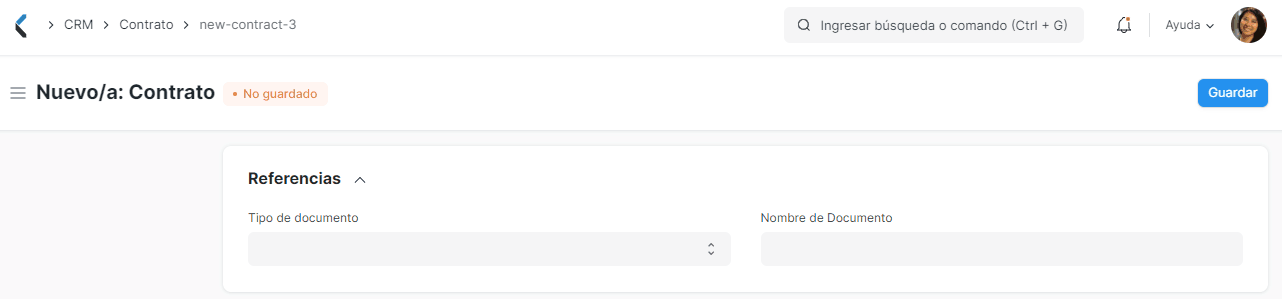 CRM Contrato new-contract-3 Ingresar búsqueda o comando (Ctrl + G) Ayuda
Nuevo/a: Contrato No guardado Guardar
Referencias
Tipo de documento Nombre de Documento